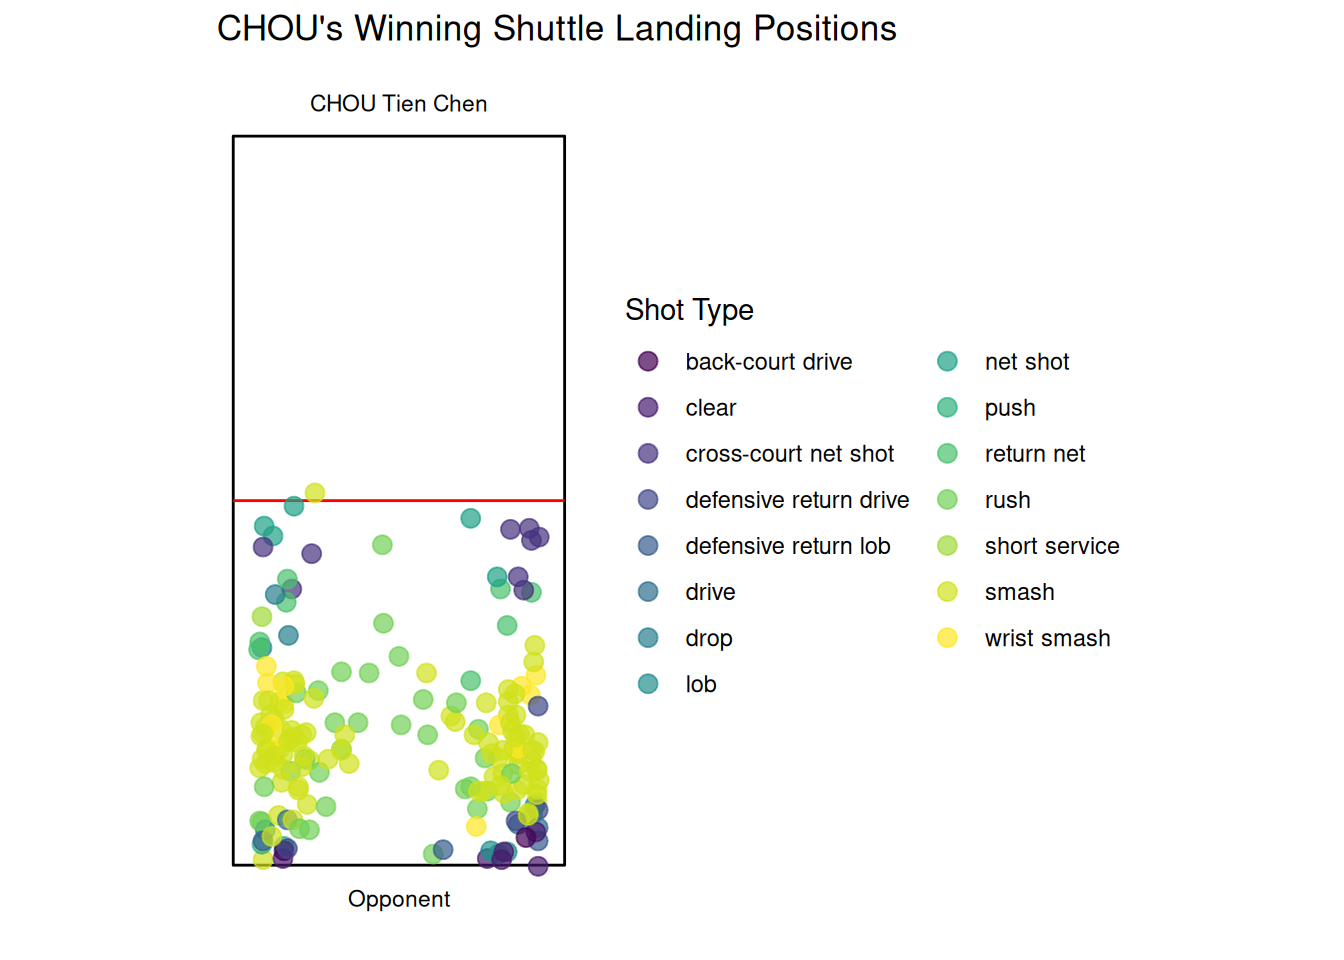 CHOU's Winning Shuttle Landing Positions
CHOU Tien Chen
Shot Type
back-court drive
clear
cross-court net shot
defensive return drive
defensive return lob
drive
drop
lob
net shot
push
return net
rush
short service
smash
wrist smash
Opponent